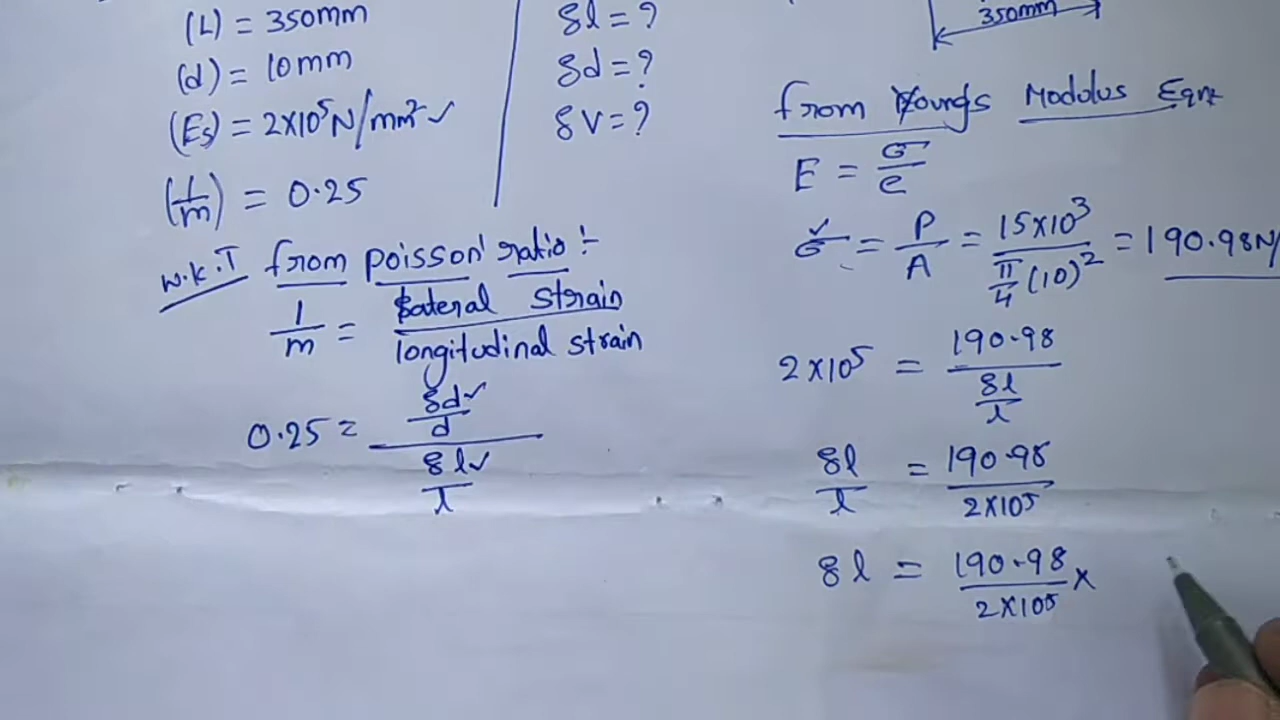 (L) = 350mm
(d) = 10mm
(Es) = 2x10⁵N/mm² ✓
(1/m) = 0.25
δl = ?
δd = ?
δv = ?
350mm
W.K.T from poisson' ratio :-
1/m = lateral strain / longitudinal strain
0.25 = (δd✓/d) / (δl✓/l)
from Youngs Modolus Eqn
E = σ/e
σ = P/A = 15x10³ / (π/4 (10)²) = 190.98N/
2x10⁵ = 190.98 / (δl/l)
δl/l = 190.98 / 2x10⁵
δl = 190.98 / 2x10⁵ x